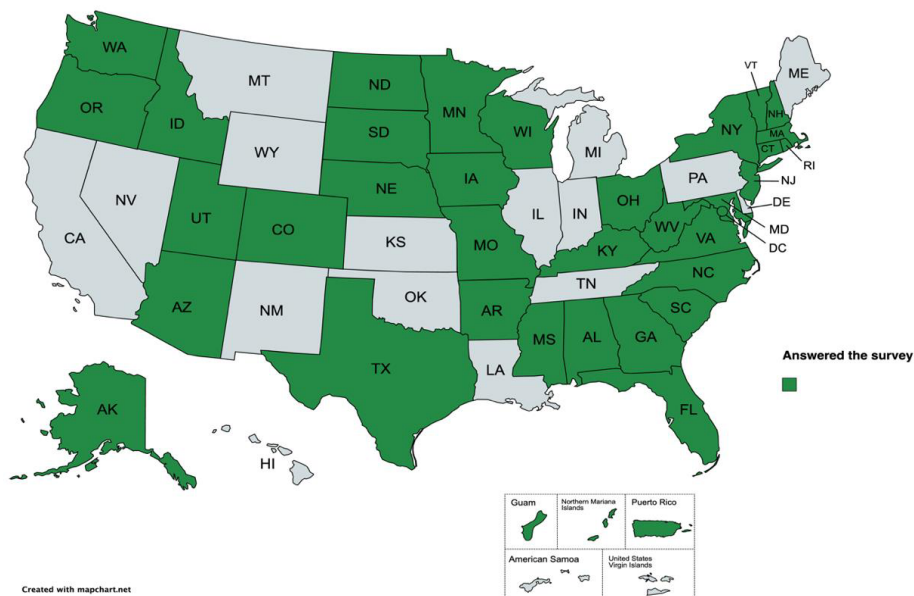 WA
MT
ND
MN
VT
ME
OR
ID
SD
WI
NY
NH
MA
CT
RI
WY
MI
PA
NJ
IA
NE
NV
UT
CO
IL
IN
OH
DE
MD
DC
WV
VA
CA
KS
MO
KY
NC
TN
AZ
NM
OK
AR
SC
MS
AL
GA
TX
LA
FL
AK
HI
Answered the survey
Guam
Northern Mariana
Islands
Puerto Rico
American Samoa
United States
Virgin Islands
Created with mapchart.net